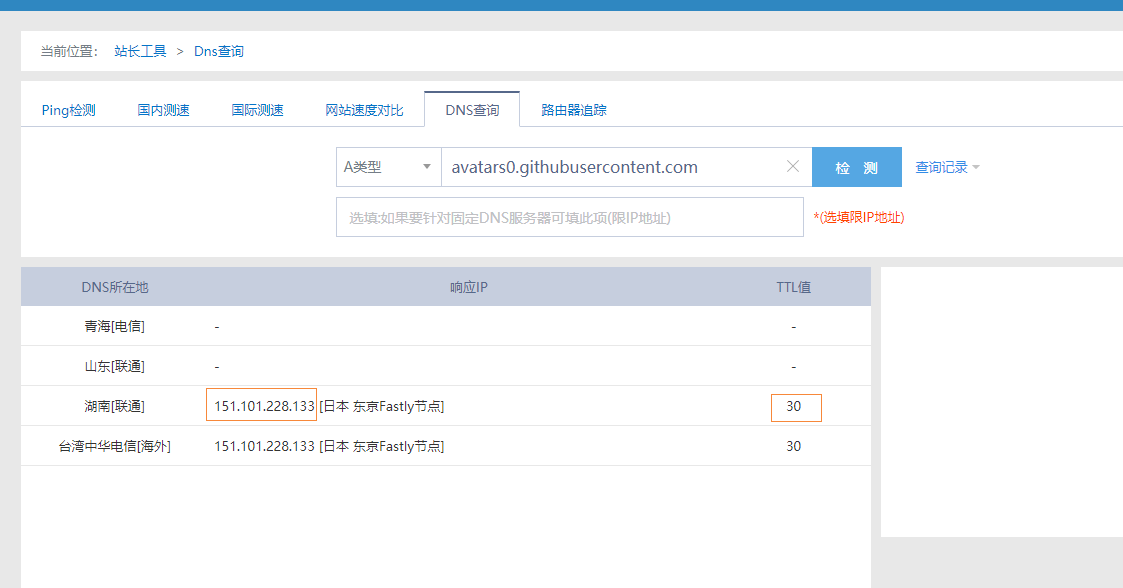 当前位置： 站长工具 > Dns查询
Ping检测 国内测速 国际测速 网站速度对比 DNS查询 路由器追踪
A类型 avatars0.githubusercontent.com 检 测 查询记录
选填:如果要针对固定DNS服务器可填此项(限IP地址) *(选填限IP地址)
DNS所在地 响应IP TTL值
青海[电信] - -
山东[联通] - -
湖南[联通] 151.101.228.133 [日本 东京Fastly节点] 30
台湾中华电信[海外] 151.101.228.133 [日本 东京Fastly节点] 30